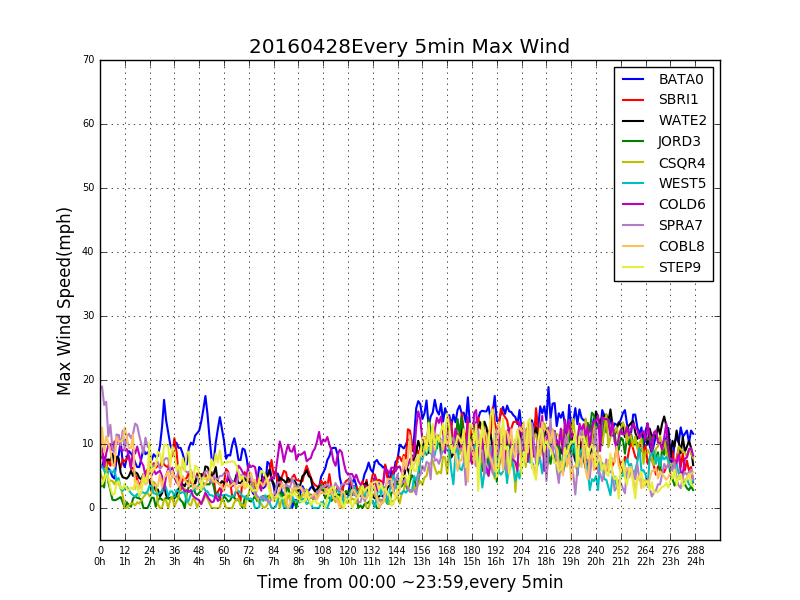 20160428Every 5min Max Wind
70
60
50
40
30
20
10
0
Max Wind Speed(mph)
BATA0
SBRI1
WATE2
JORD3
CSQR4
WEST5
COLD6
SPRA7
COBL8
STEP9
0 12 24 36 48 60 72 84 96 108 120 132 144 156 168 180 192 204 216 228 240 252 264 276 288
0h 1h 2h 3h 4h 5h 6h 7h 8h 9h 10h 11h 12h 13h 14h 15h 16h 17h 18h 19h 20h 21h 22h 23h 24h
Time from 00:00 ~23:59,every 5min